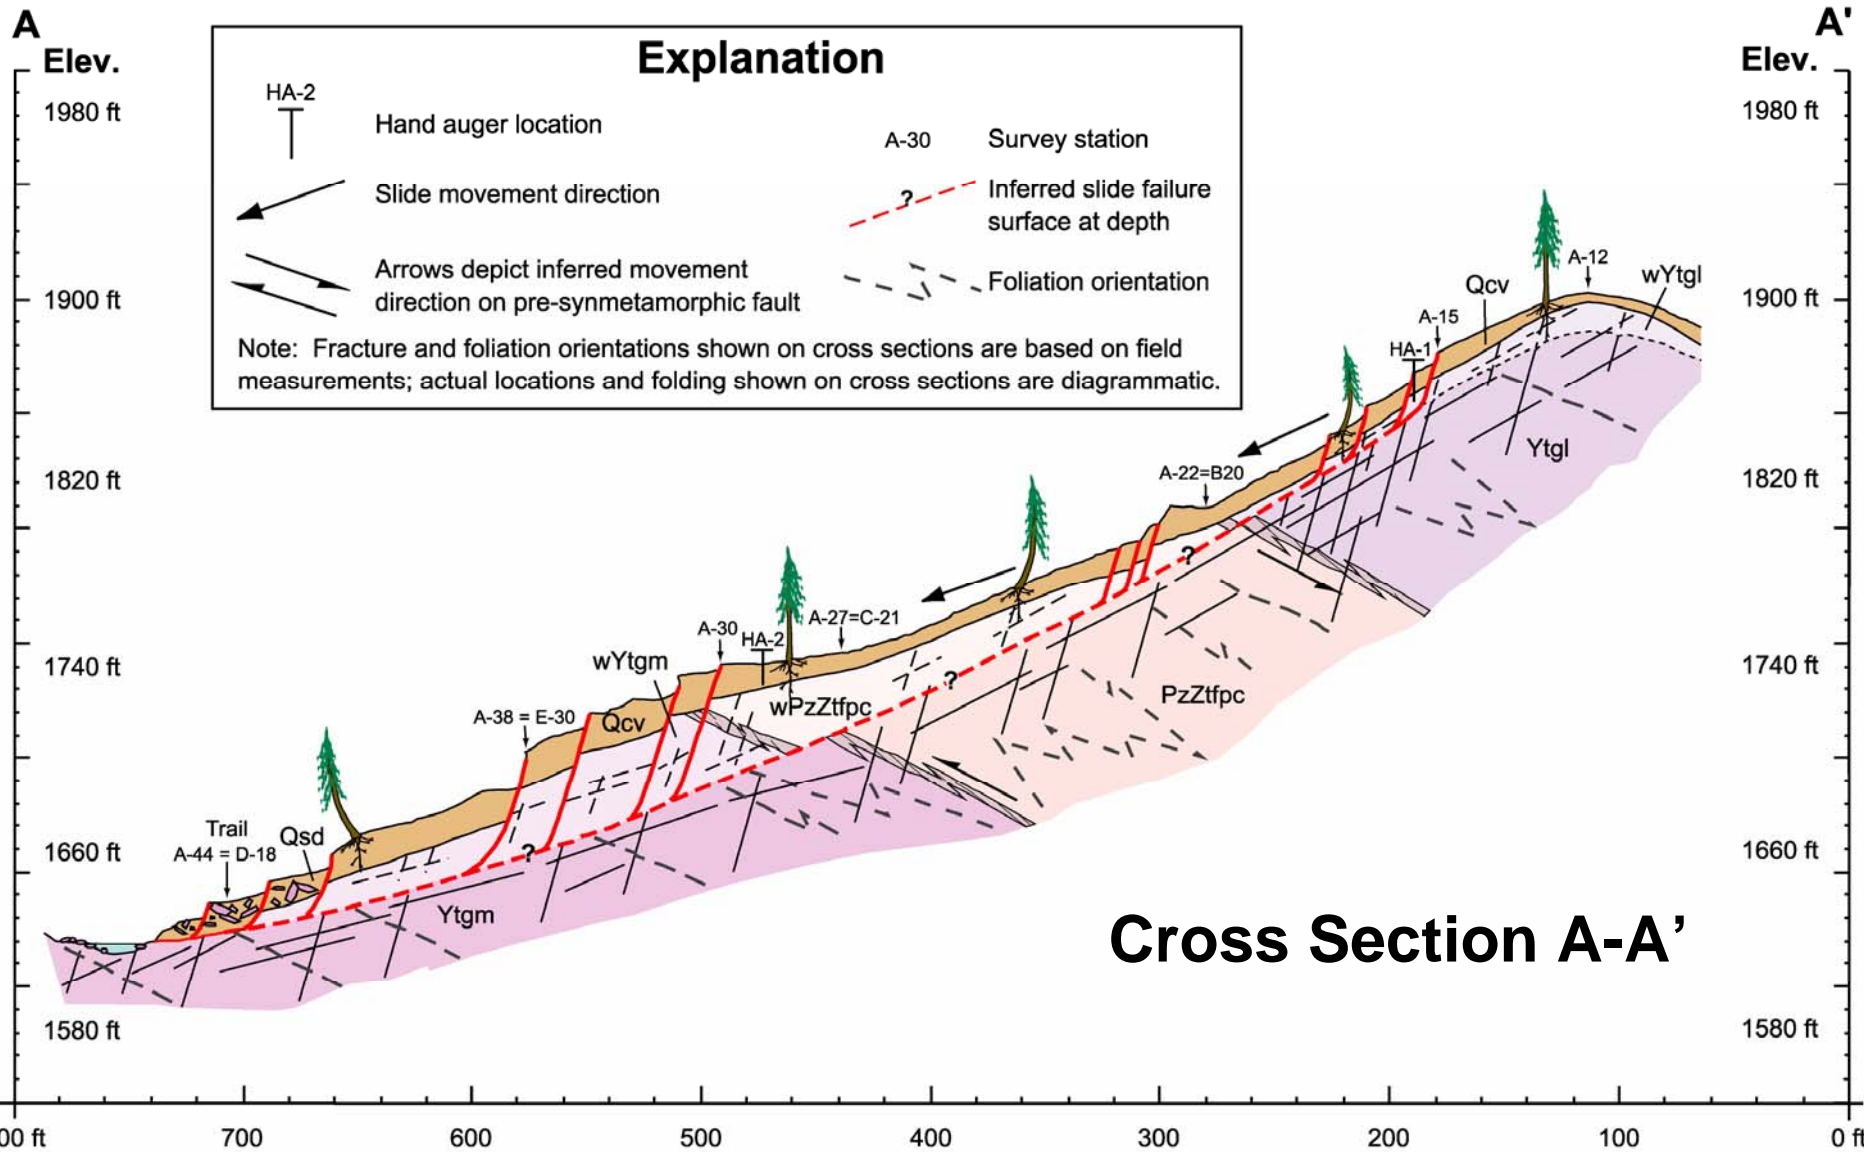 A
A'
Elev.
Elev.
Explanation
HA-2
Hand auger location
A-30
Survey station
Slide movement direction
?
Inferred slide failure
surface at depth
Arrows depict inferred movement
direction on pre-synmetamorphic fault
Foliation orientation
Note: Fracture and foliation orientations shown on cross sections are based on field
measurements; actual locations and folding shown on cross sections are diagrammatic.
1980 ft
1980 ft
1900 ft
1900 ft
1820 ft
1820 ft
1740 ft
1740 ft
1660 ft
1660 ft
1580 ft
1580 ft
A-12
wYtgl
Qcv
A-15
HA-1
Ytgl
A-22=B20
?
A-27=C-21
A-30
HA-2
wYtgm
?
PzZtfpc
wPzZtfpc
A-38 = E-30
Qcv
Trail
A-44 = D-18
Qsd
?
Ytgm
Cross Section A-A’
00 ft
700
600
500
400
300
200
100
0 ft